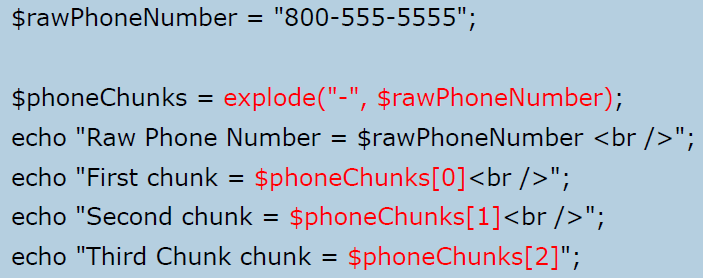 $rawPhoneNumber = "800-555-5555";
$phoneChunks = explode("-", $rawPhoneNumber);
echo "Raw Phone Number = $rawPhoneNumber <br />";
echo "First chunk = $phoneChunks[0]<br />";
echo "Second chunk = $phoneChunks[1]<br />";
echo "Third Chunk chunk = $phoneChunks[2]";